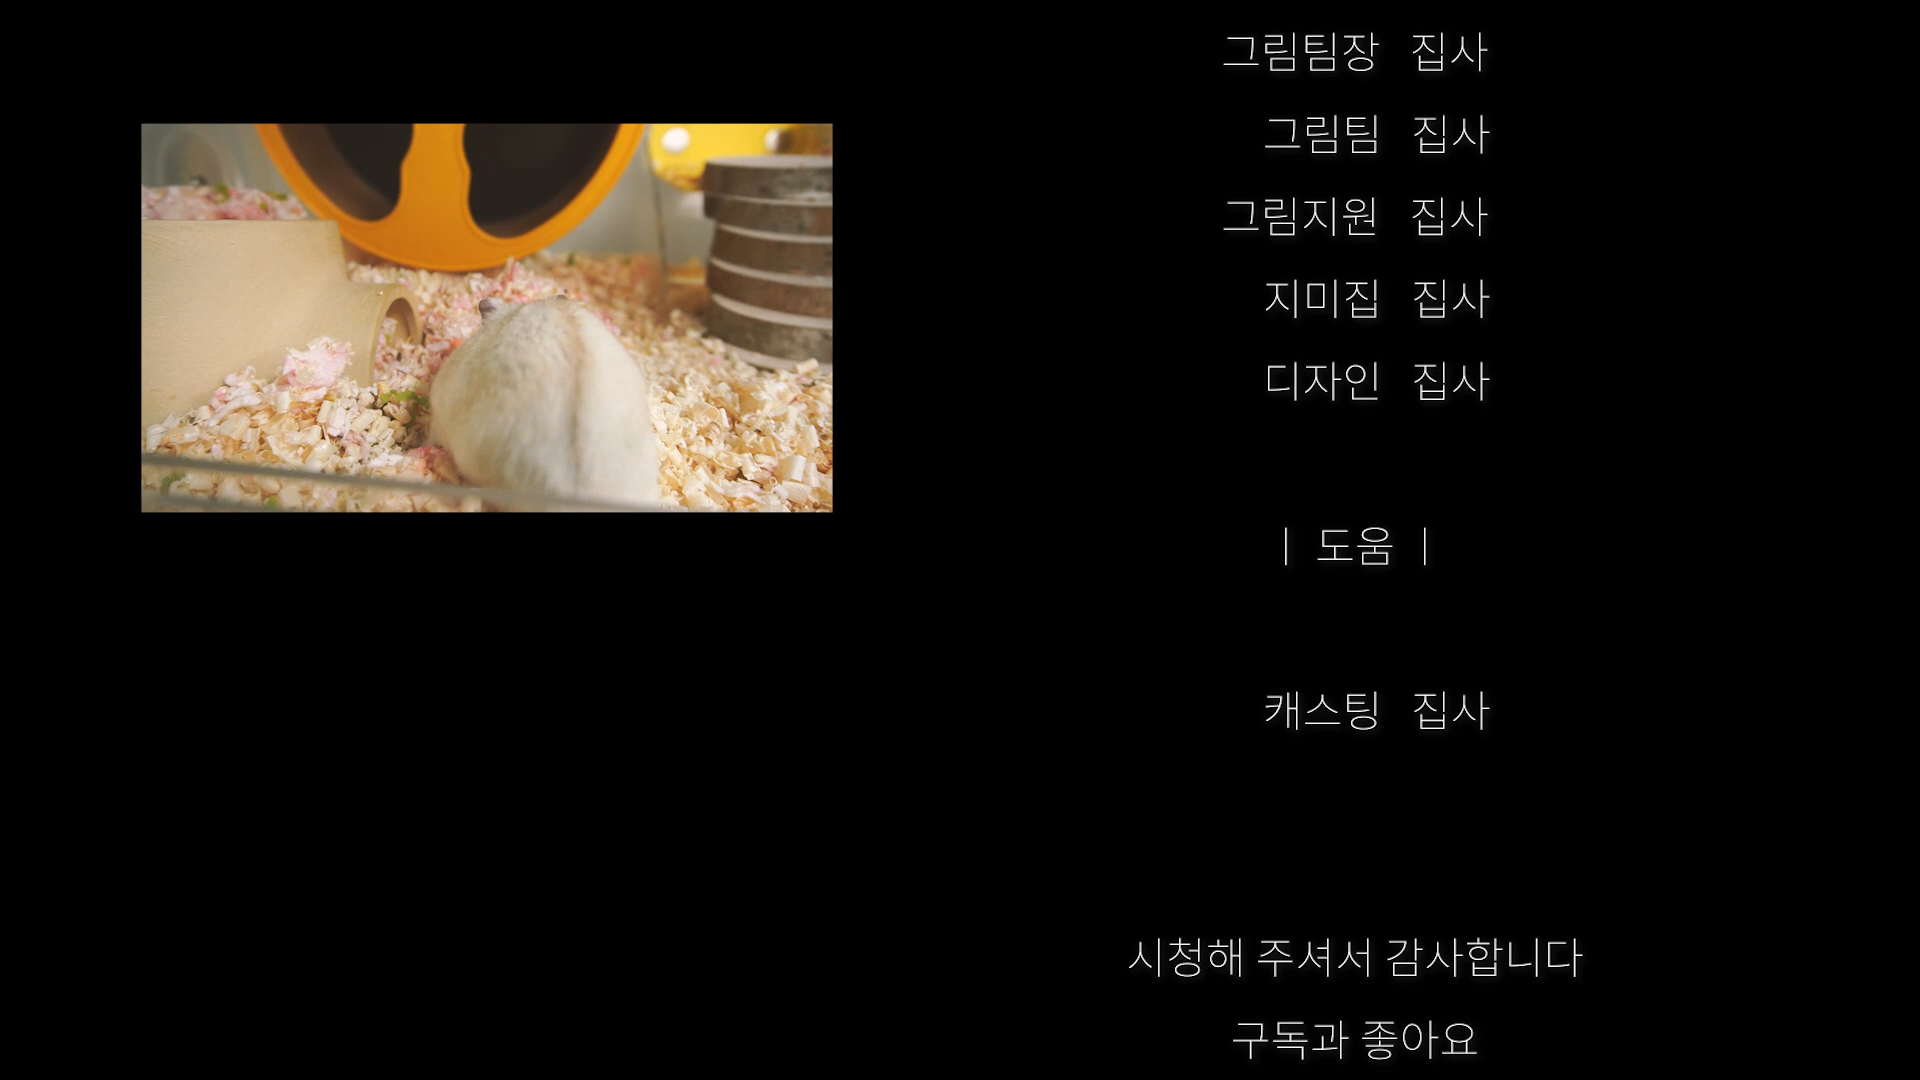 그림팀장 집사
그림팀 집사
그림지원 집사
지미집 집사
디자인 집사
| 도움 |
캐스팅 집사
시청해 주셔서 감사합니다
구독과 좋아요